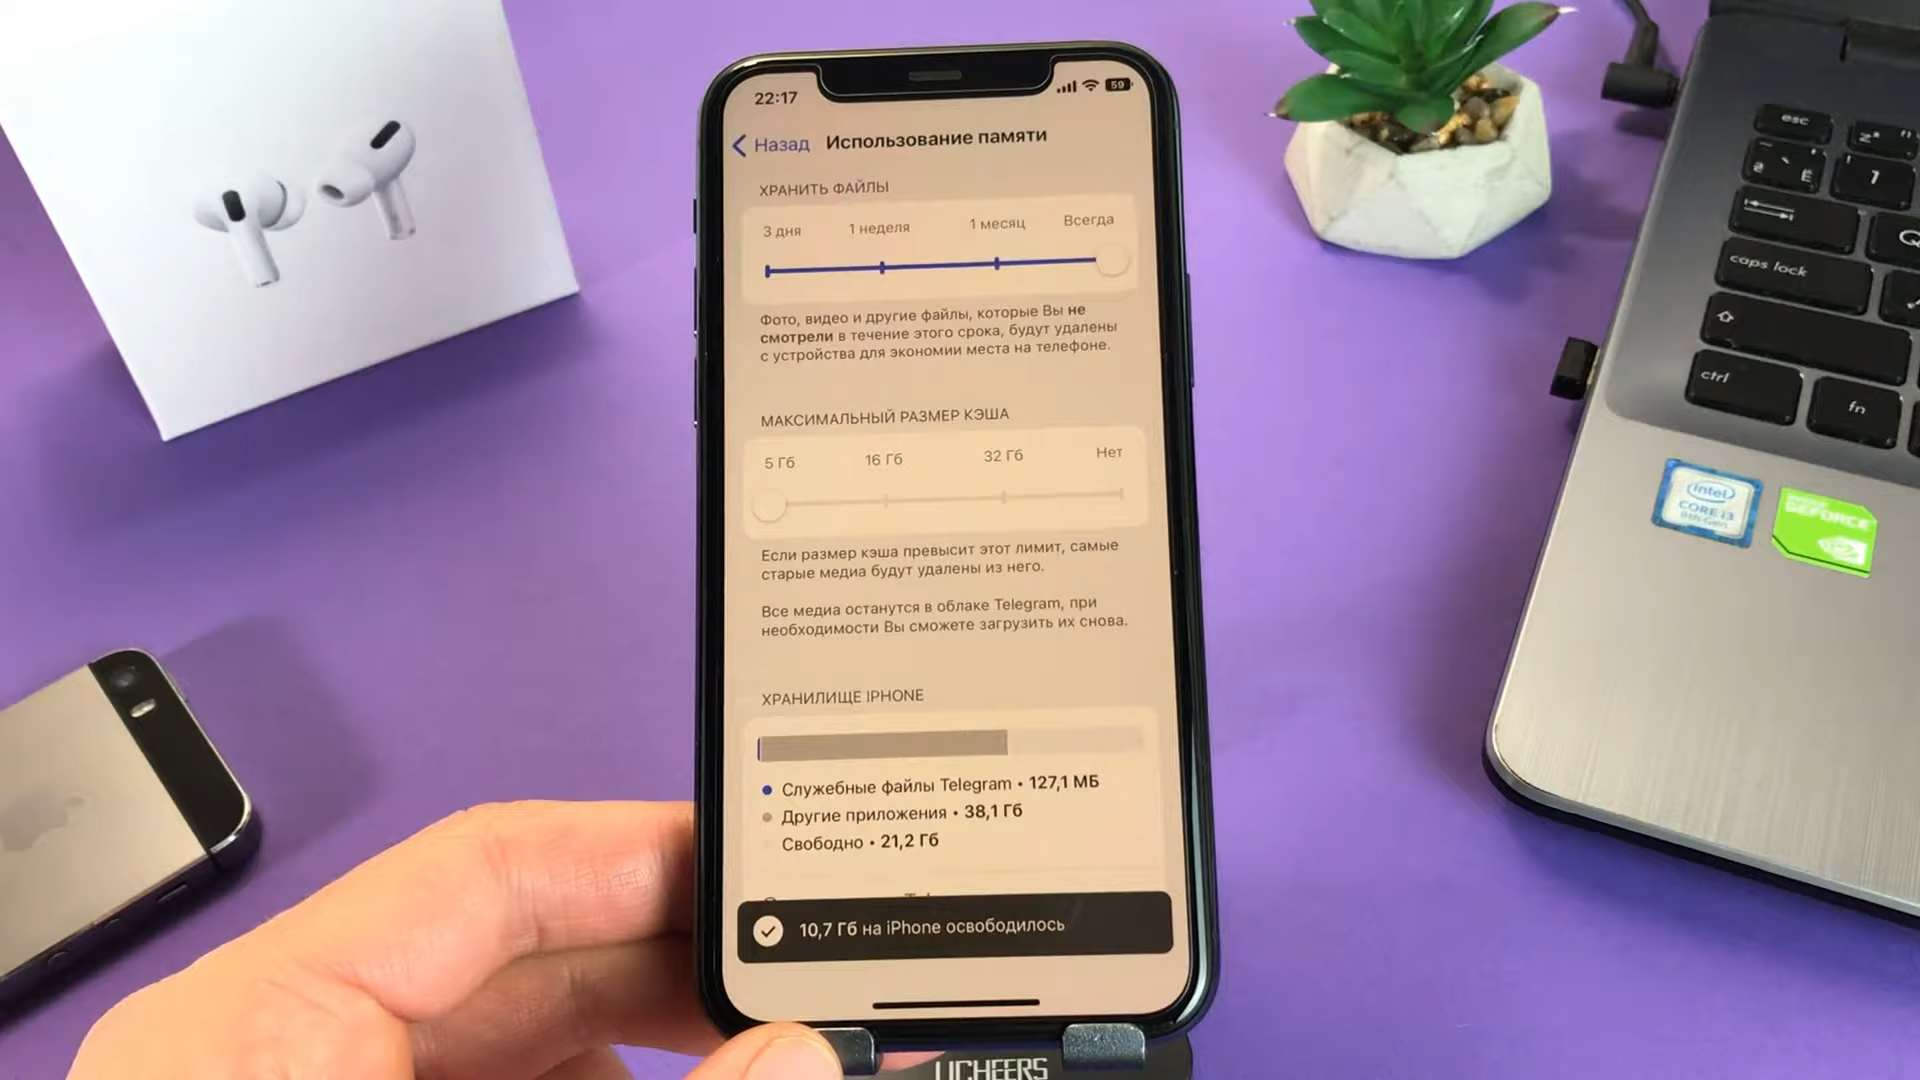 22:17
59
Назад
Использование памяти
ХРАНИТЬ ФАЙЛЫ
3 дня 1 неделя 1 месяц Всегда
Фото, видео и другие файлы, которые Вы не
смотрели в течение этого срока, будут удалены
с устройства для экономии места на телефоне.
МАКСИМАЛЬНЫЙ РАЗМЕР КЭША
5 Гб 16 Гб 32 Гб Нет
Если размер кэша превысит этот лимит, самые
старые медиа будут удалены из него.
Все медиа останутся в облаке Telegram, при
необходимости Вы сможете загрузить их снова.
ХРАНИЛИЩЕ IPHONE
Служебные файлы Telegram • 127,1 МБ
Другие приложения • 38,1 Гб
Свободно • 21,2 Гб
10,7 Гб на iPhone освободилось
esc
caps lock
ctrl
fn
intel
CORE i3
8th Gen
GEFORCE